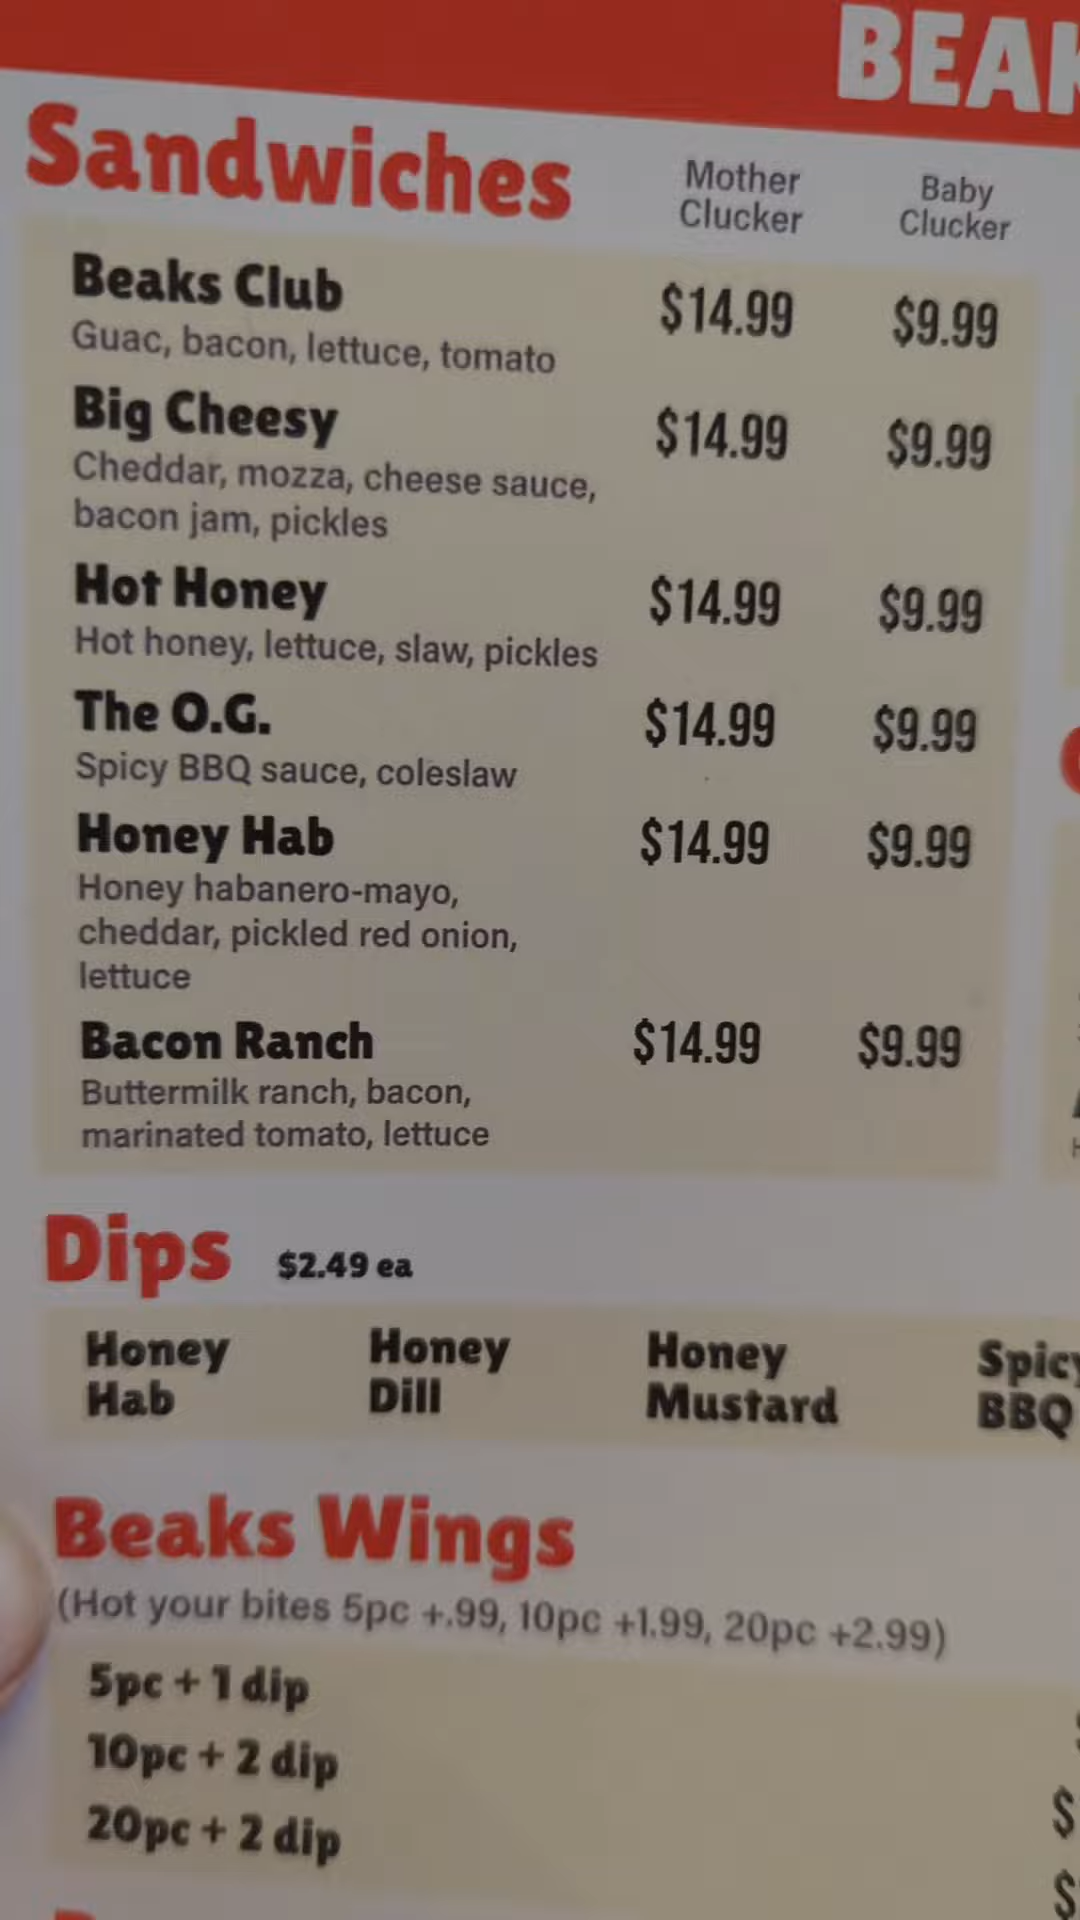 Sandwiches
Mother Clucker
Baby Clucker
Beaks Club $14.99 $9.99
Guac, bacon, lettuce, tomato
Big Cheesy $14.99 $9.99
Cheddar, mozza, cheese sauce,
bacon jam, pickles
Hot Honey $14.99 $9.99
Hot honey, lettuce, slaw, pickles
The O.G. $14.99 $9.99
Spicy BBQ sauce, coleslaw
Honey Hab $14.99 $9.99
Honey habanero-mayo,
cheddar, pickled red onion,
lettuce
Bacon Ranch $14.99 $9.99
Buttermilk ranch, bacon,
marinated tomato, lettuce
Dips $2.49 ea
Honey Hab
Honey Dill
Honey Mustard
Spicy BBQ
Beaks Wings
(Hot your bites 5pc +.99, 10pc +1.99, 20pc +2.99)
5pc + 1 dip
10pc + 2 dip
20pc + 2 dip